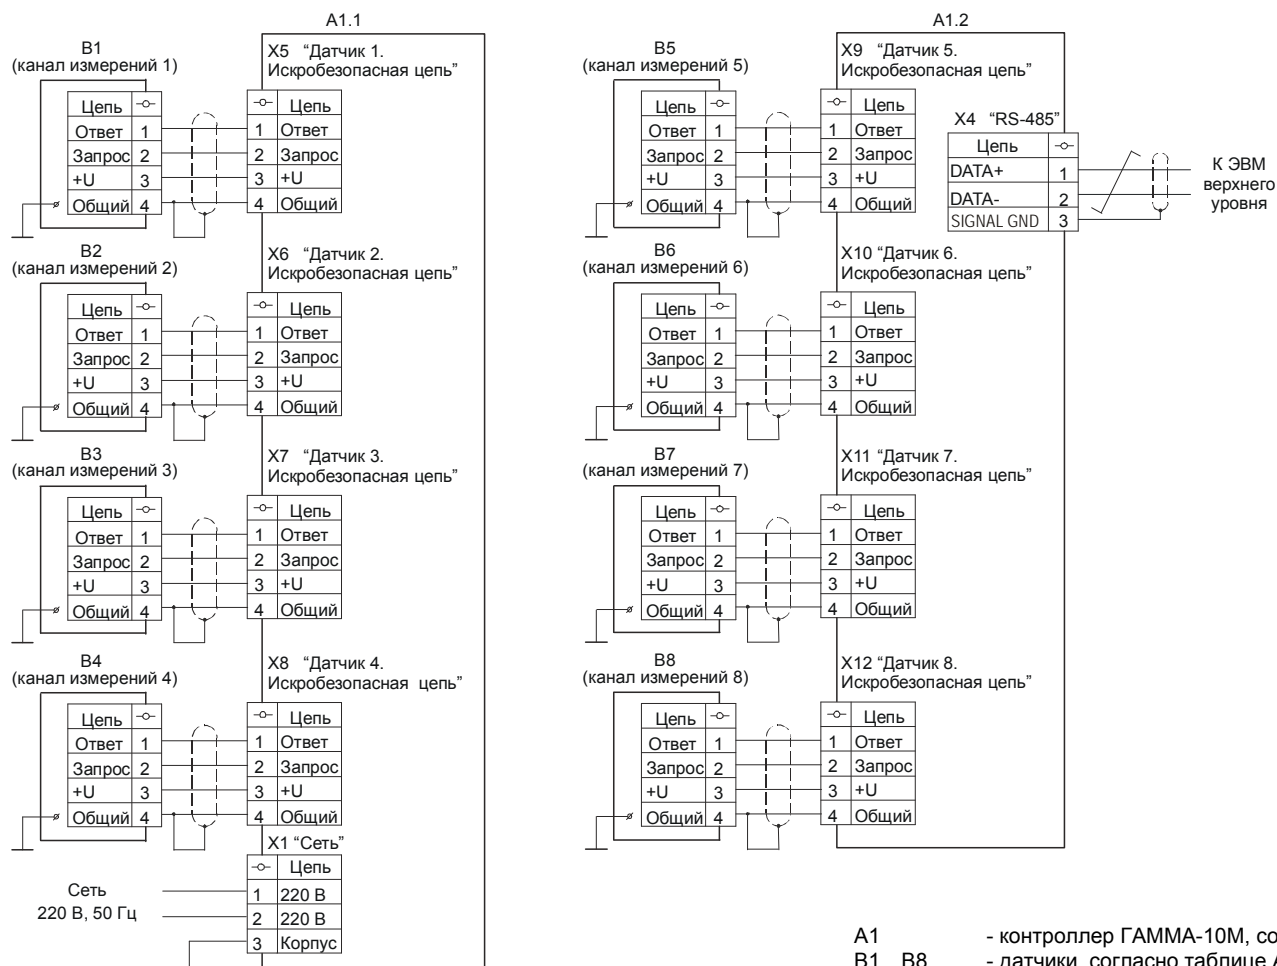 A1.1
B1
(канал измерений 1)
X5 “Датчик 1.
Искробезопасная цепь”
Цепь
Ответ 1
Запрос 2
+U 3
Общий 4
Цепь
1 Ответ
2 Запрос
3 +U
4 Общий
B2
(канал измерений 2)
X6 “Датчик 2.
Искробезопасная цепь”
Цепь
Ответ 1
Запрос 2
+U 3
Общий 4
Цепь
1 Ответ
2 Запрос
3 +U
4 Общий
B3
(канал измерений 3)
X7 “Датчик 3.
Искробезопасная цепь”
Цепь
Ответ 1
Запрос 2
+U 3
Общий 4
Цепь
1 Ответ
2 Запрос
3 +U
4 Общий
B4
(канал измерений 4)
X8 “Датчик 4.
Искробезопасная цепь”
Цепь
Ответ 1
Запрос 2
+U 3
Общий 4
Цепь
1 Ответ
2 Запрос
3 +U
4 Общий
X1 “Сеть”
Цепь
1 220 В
2 220 В
3 Корпус
Сеть
220 В, 50 Гц
A1.2
B5
(канал измерений 5)
X9 “Датчик 5.
Искробезопасная цепь”
Цепь
Ответ 1
Запрос 2
+U 3
Общий 4
Цепь
1 Ответ
2 Запрос
3 +U
4 Общий
X4 “RS-485”
Цепь
DATA+ 1
DATA- 2
SIGNAL GND 3
К ЭВМ
верхнего
уровня
B6
(канал измерений 6)
X10 “Датчик 6.
Искробезопасная цепь”
Цепь
Ответ 1
Запрос 2
+U 3
Общий 4
Цепь
1 Ответ
2 Запрос
3 +U
4 Общий
B7
(канал измерений 7)
X11 “Датчик 7.
Искробезопасная цепь”
Цепь
Ответ 1
Запрос 2
+U 3
Общий 4
Цепь
1 Ответ
2 Запрос
3 +U
4 Общий
B8
(канал измерений 8)
X12 “Датчик 8.
Искробезопасная цепь”
Цепь
Ответ 1
Запрос 2
+U 3
Общий 4
Цепь
1 Ответ
2 Запрос
3 +U
4 Общий
A1 - контроллер ГАММА-10М, со
B1 B8 - датчики, согласно таблице